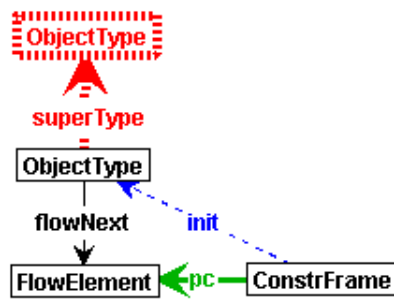 ObjectType
superType
ObjectType
flowNext
init
FlowElement
pc
ConstrFrame